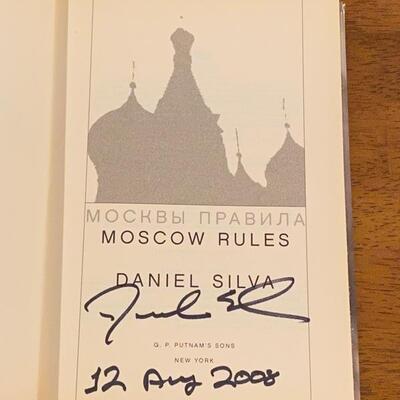 МОСКВЫ ПРАВИЛА
MOSCOW RULES
DANIEL SILVA
G. P. PUTNAM'S SONS
NEW YORK
12 Aug 2008